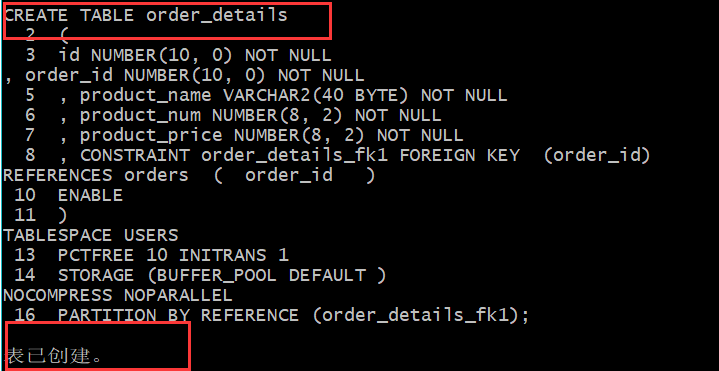 CREATE TABLE order_details
2 (
3 id NUMBER(10, 0) NOT NULL
, order_id NUMBER(10, 0) NOT NULL
5 , product_name VARCHAR2(40 BYTE) NOT NULL
6 , product_num NUMBER(8, 2) NOT NULL
7 , product_price NUMBER(8, 2) NOT NULL
8 , CONSTRAINT order_details_fk1 FOREIGN KEY (order_id)
REFERENCES orders ( order_id )
10 ENABLE
11 )
TABLESPACE USERS
13 PCTFREE 10 INITRANS 1
14 STORAGE (BUFFER_POOL DEFAULT )
NOCOMPRESS NOPARALLEL
16 PARTITION BY REFERENCE (order_details_fk1);
表已创建。